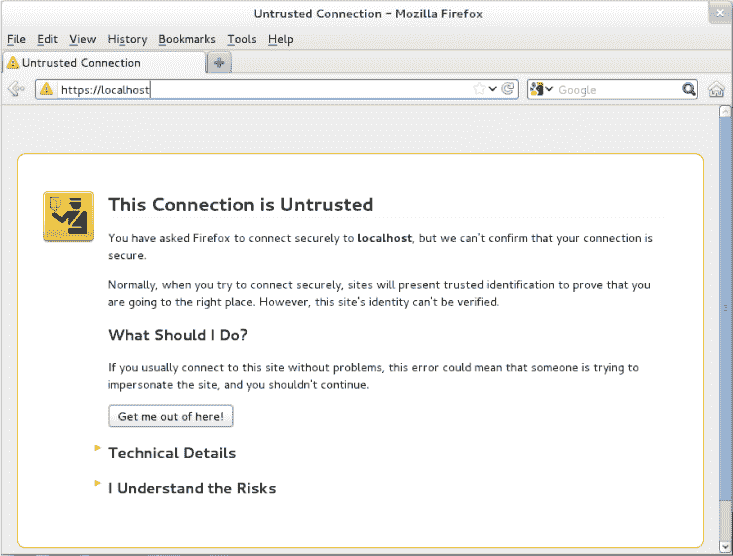 Untrusted Connection - Mozilla Firefox
File Edit View History Bookmarks Tools Help
Untrusted Connection
https://localhost
Google
This Connection is Untrusted
You have asked Firefox to connect securely to localhost, but we can't confirm that your connection is
secure.
Normally, when you try to connect securely, sites will present trusted identification to prove that you
are going to the right place. However, this site's identity can't be verified.
What Should I Do?
If you usually connect to this site without problems, this error could mean that someone is trying to
impersonate the site, and you shouldn't continue.
Get me out of here!
Technical Details
I Understand the Risks